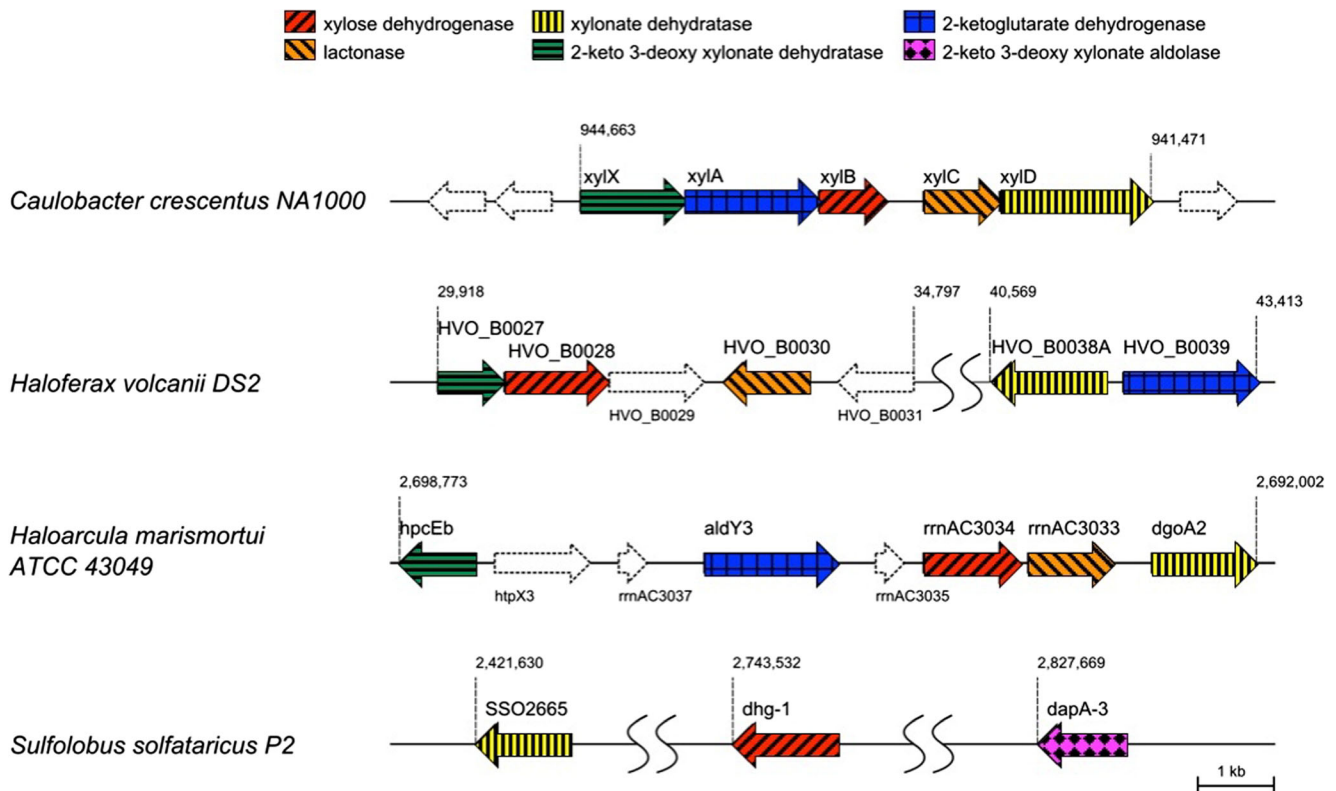 xylose dehydrogenase
xylonate dehydratase
2-ketoglutarate dehydrogenase
lactonase
2-keto 3-deoxy xylonate dehydratase
2-keto 3-deoxy xylonate aldolase
944,663
941,471
xylX
xylA
xylB
xylC
xylD
Caulobacter crescentus NA1000
29,918
34,797
40,569
43,413
HVO_B0027
HVO_B0028
HVO_B0030
HVO_B0038A
HVO_B0039
Haloferax volcanii DS2
HVO_B0029
HVO_B0031
2,698,773
2,692,002
hpcEb
aldY3
rrnAC3034
rrnAC3033
dgoA2
Haloarcula marismortui
ATCC 43049
htpX3
rrnAC3037
rrnAC3035
2,421,630
2,743,532
2,827,669
SSO2665
dhg-1
dapA-3
Sulfolobus solfataricus P2
1 kb